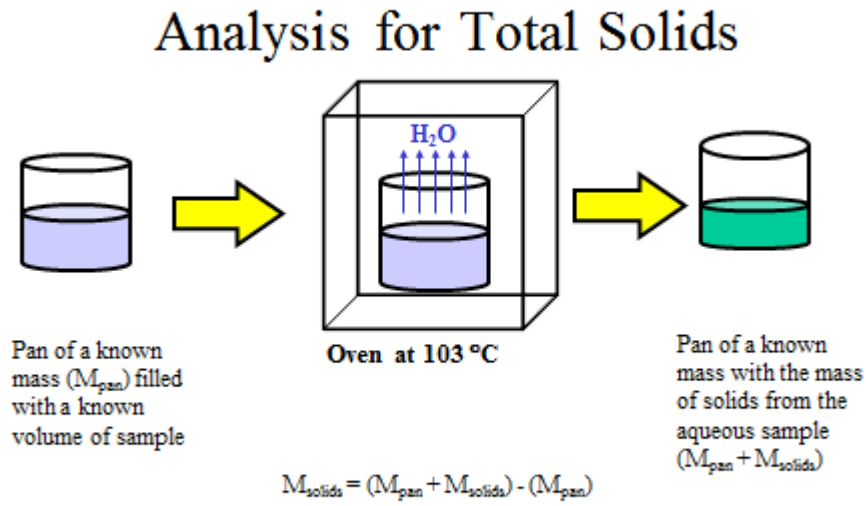 Analysis for Total Solids
H₂O
Oven at 103 °C
Pan of a known
mass (Mₚₐₙ) filled
with a known
volume of sample
Pan of a known
mass with the mass
of solids from the
aqueous sample
(Mₚₐₙ + Mₛₒₗᵢdₛ)
Mₛₒₗᵢdₛ = (Mₚₐₙ + Mₛₒₗᵢdₛ) - (Mₚₐₙ)